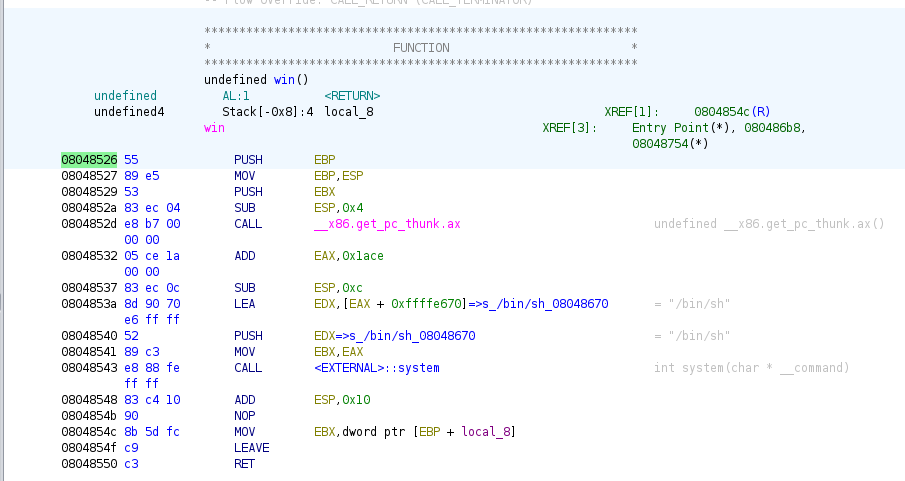 -- Flow Override: CALL_RETURN (CALL_TERMINATOR)
*************************************************************
* FUNCTION *
*************************************************************
undefined win()
undefined AL:1 <RETURN>
undefined4 Stack[-0x8]:4 local_8 XREF[1]: 0804854c(R)
win XREF[3]: Entry Point(*), 080486b8,
08048754(*)
08048526 55 PUSH EBP
08048527 89 e5 MOV EBP,ESP
08048529 53 PUSH EBX
0804852a 83 ec 04 SUB ESP,0x4
0804852d e8 b7 00 CALL __x86.get_pc_thunk.ax undefined __x86.get_pc_thunk.ax()
00 00
08048532 05 ce 1a ADD EAX,0x1ace
00 00
08048537 83 ec 0c SUB ESP,0xc
0804853a 8d 90 70 LEA EDX,[EAX + 0xffffe670]=>s_/bin/sh_08048670 = "/bin/sh"
e6 ff ff
08048540 52 PUSH EDX=>s_/bin/sh_08048670 = "/bin/sh"
08048541 89 c3 MOV EBX,EAX
08048543 e8 88 fe CALL <EXTERNAL>::system int system(char * __command)
ff ff
08048548 83 c4 10 ADD ESP,0x10
0804854b 90 NOP
0804854c 8b 5d fc MOV EBX,dword ptr [EBP + local_8]
0804854f c9 LEAVE
08048550 c3 RET